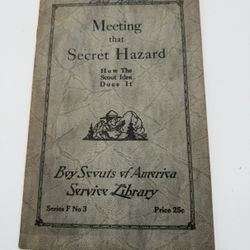 Meeting
that
Secret Hazard
How The
Scout Idea
Does It
Boy Scouts of America
Service Library
Series F No 3 Price 25c